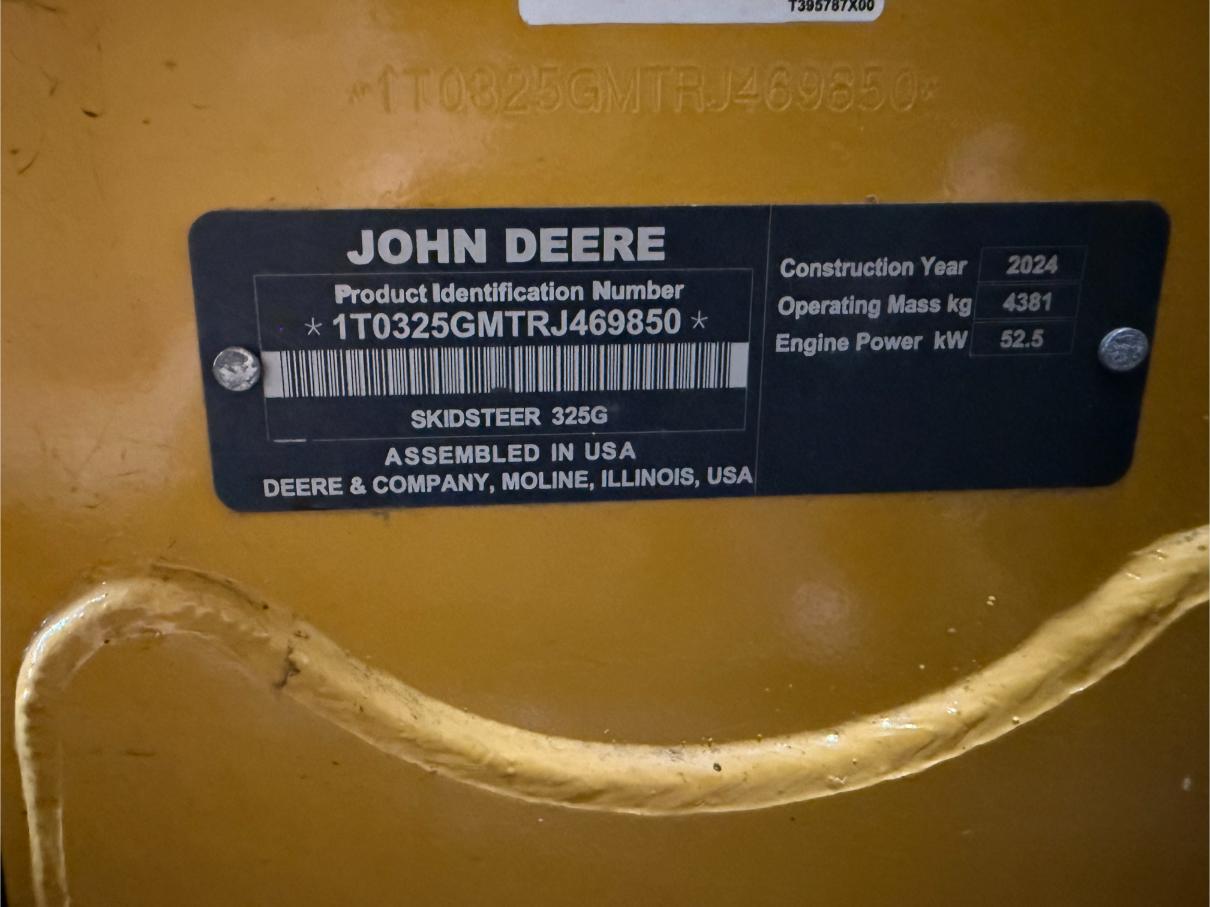 T395787X00
*1T0325GMTRJ469850*
JOHN DEERE
Product Identification Number
* 1T0325GMTRJ469850 *
SKIDSTEER 325G
ASSEMBLED IN USA
DEERE & COMPANY, MOLINE, ILLINOIS, USA
Construction Year 2024
Operating Mass kg 4381
Engine Power kW 52.5